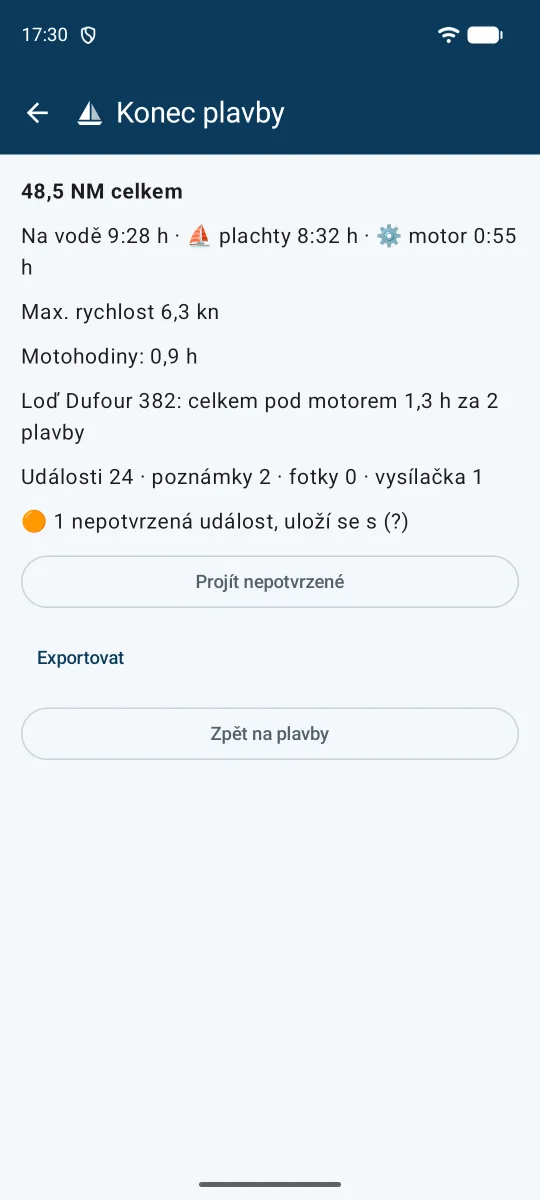 17:30
Konec plavby
48,5 NM celkem
Na vodě 9:28 h · ⛵ plachty 8:32 h · ⚙️ motor 0:55
h
Max. rychlost 6,3 kn
Motohodiny: 0,9 h
Loď Dufour 382: celkem pod motorem 1,3 h za 2
plavby
Události 24 · poznámky 2 · fotky 0 · vysílačka 1
🟠 1 nepotvrzená událost, uloží se s (?)
Projít nepotvrzené
Exportovat
Zpět na plavby